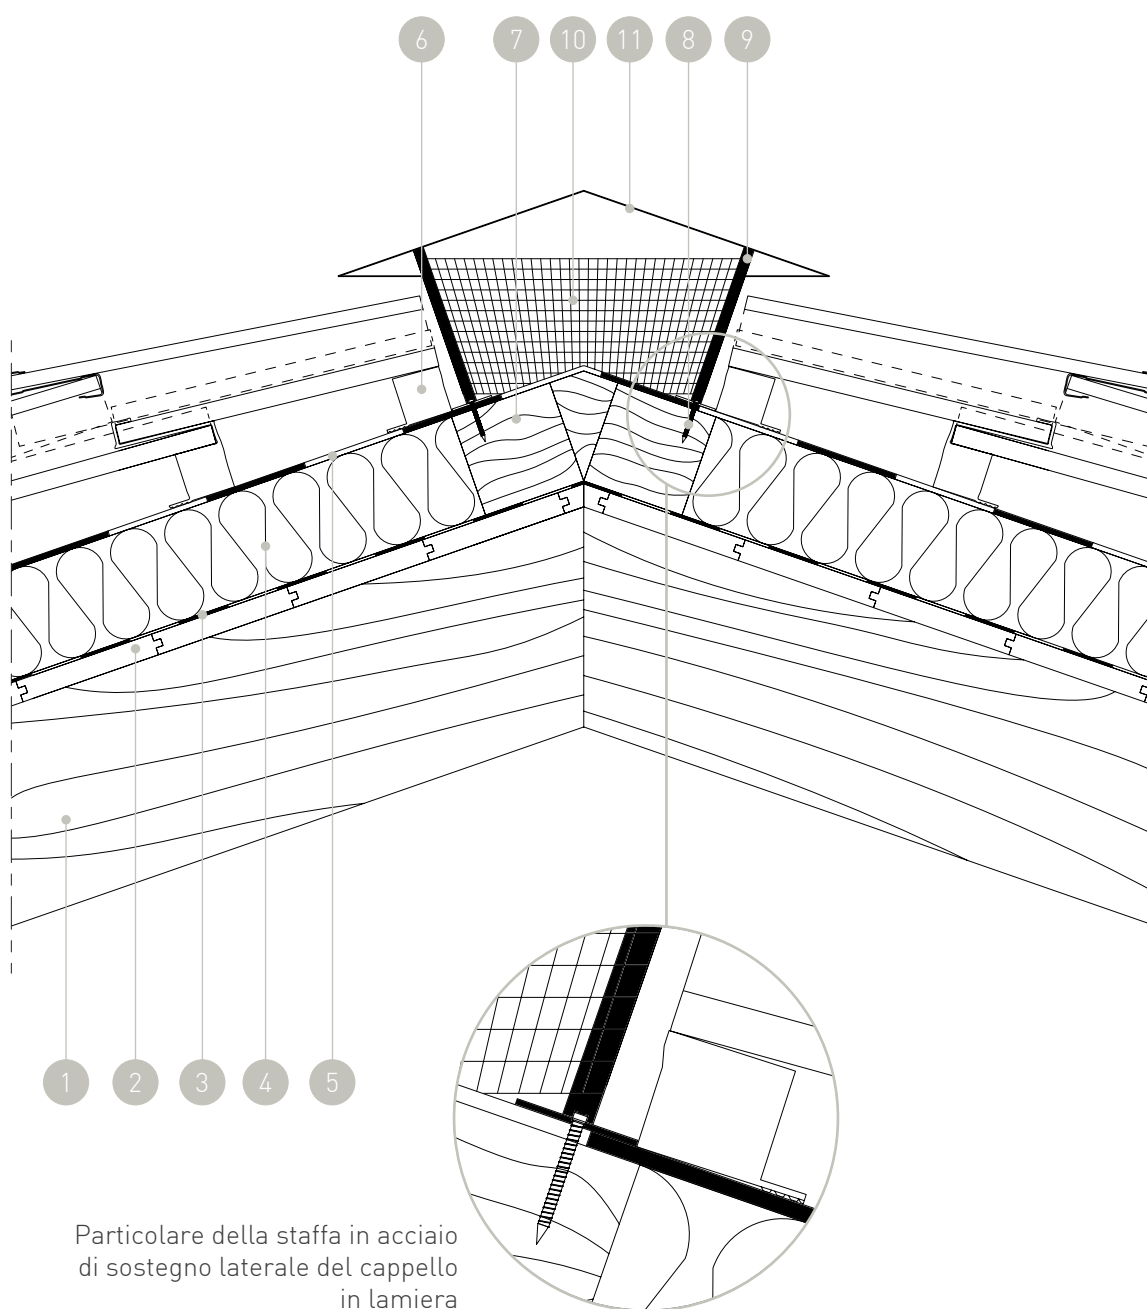 6 7 10 11 8 9
1 2 3 4 5
Particolare della staffa in acciaio
di sostegno laterale del cappello
in lamiera